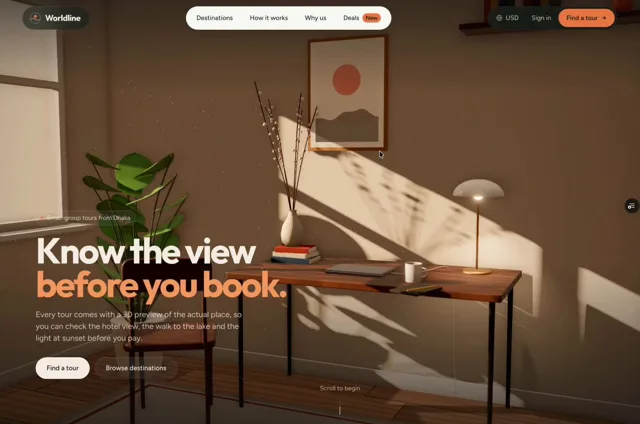 Worldline
Destinations
How it works
Why us
Deals New
USD
Sign in
Find a tour →
Small group tours from Dhaka
Know the view
before you book.
Every tour comes with a 3D preview of the actual place, so
you can check the hotel view, the walk to the lake and the
light at sunset before you pay.
Find a tour
Browse destinations
Scroll to begin